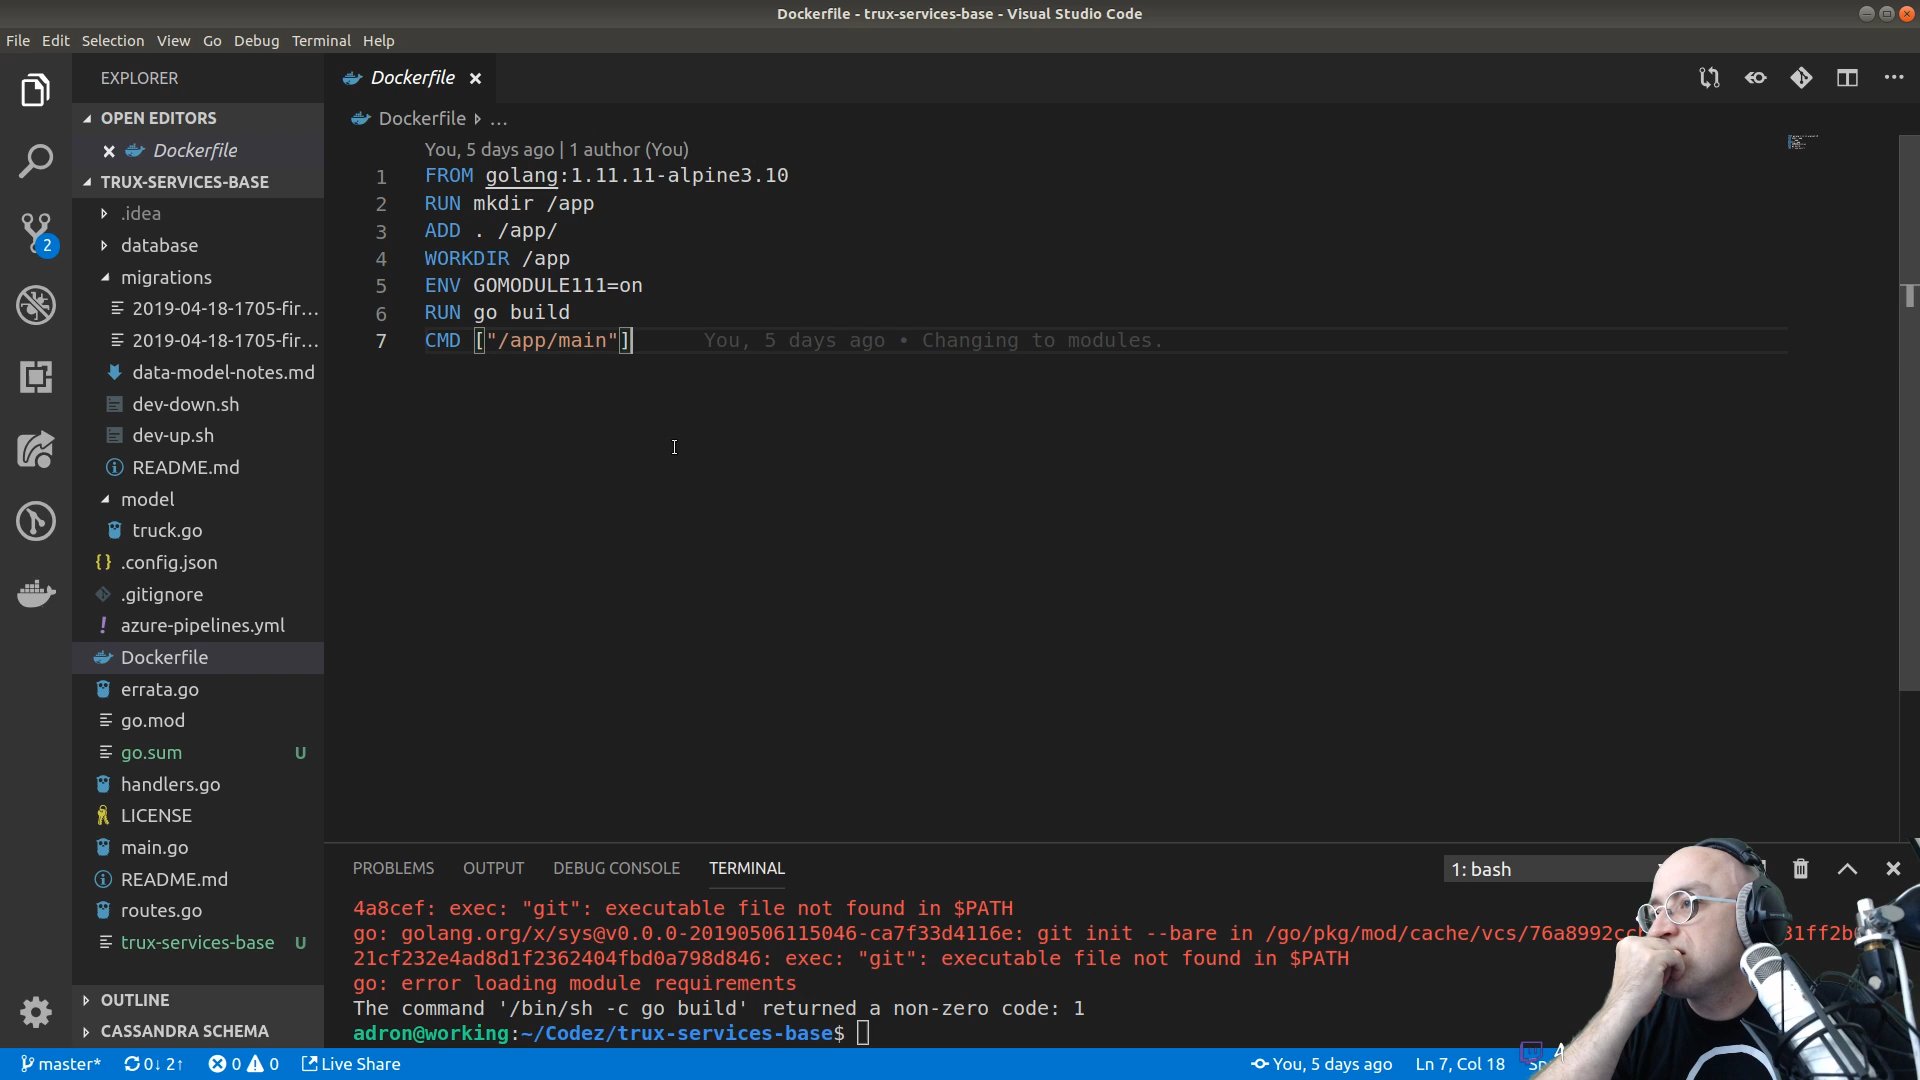 Dockerfile - trux-services-base - Visual Studio Code
File Edit Selection View Go Debug Terminal Help
EXPLORER
OPEN EDITORS
Dockerfile
TRUX-SERVICES-BASE
.idea
database
migrations
2019-04-18-1705-fir...
2019-04-18-1705-fir...
data-model-notes.md
dev-down.sh
dev-up.sh
README.md
model
truck.go
.config.json
.gitignore
azure-pipelines.yml
Dockerfile
errata.go
go.mod
go.sum U
handlers.go
LICENSE
main.go
README.md
routes.go
trux-services-base U
OUTLINE
CASSANDRA SCHEMA
2
Dockerfile
Dockerfile ...
You, 5 days ago | 1 author (You)
1 FROM golang:1.11.11-alpine3.10
2 RUN mkdir /app
3 ADD . /app/
4 WORKDIR /app
5 ENV GOMODULE111=on
6 RUN go build
7 CMD ["/app/main"] You, 5 days ago • Changing to modules.
PROBLEMS OUTPUT DEBUG CONSOLE TERMINAL 1: bash
4a8cef: exec: "git": executable file not found in $PATH
go: golang.org/x/sys@v0.0.0-20190506115046-ca7f33d4116e: git init --bare in /go/pkg/mod/cache/vcs/76a8992cc
21cf232e4ad8d1f2362404fbd0a798d846: exec: "git": executable file not found in $PATH
go: error loading module requirements
The command '/bin/sh -c go build' returned a non-zero code: 1
adron@working:~/Codez/trux-services-base$
master* 0↓ 2↑ 0 0 Live Share You, 5 days ago Ln 7, Col 18